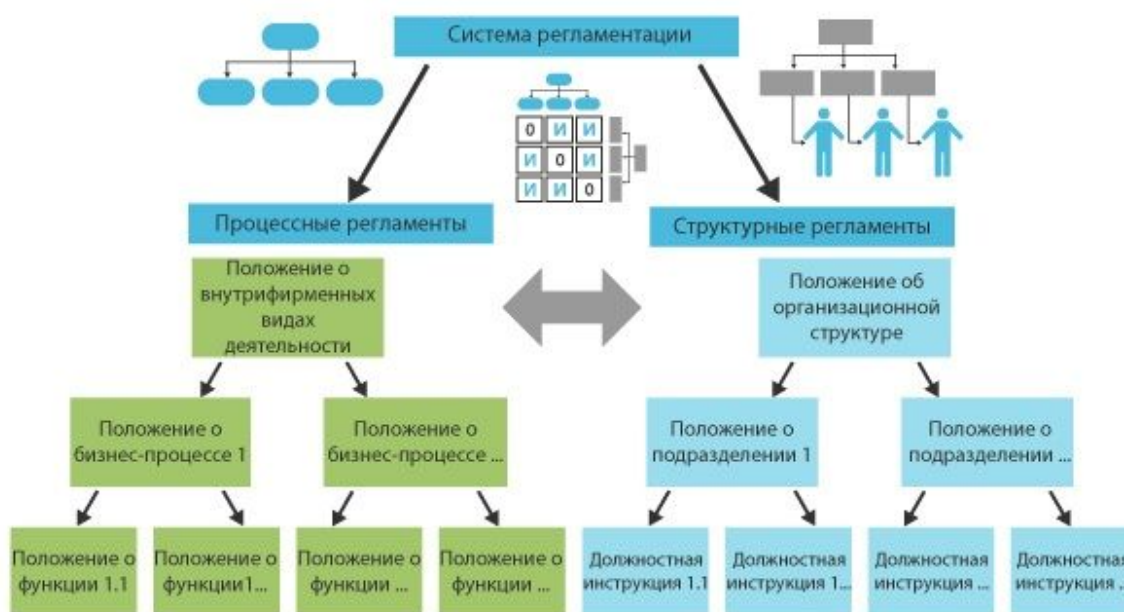 Система регламентации
0 И И
И 0 И
И И 0
Процессные регламенты
Структурные регламенты
Положение о
внутрифирменных
видах
деятельности
Положение об
организационной
структуре
Положение о
бизнес-процессе 1
Положение о
бизнес-процессе ...
Положение о
подразделении 1
Положение о
подразделении ...
Положение о
функции 1.1
Положение о
функции1...
Положение о
функции ...
Положение о
функции ...
Должностная
инструкция 1.1
Должностная
инструкция 1...
Должностная
инструкция ...
Должностная
инструкция ...